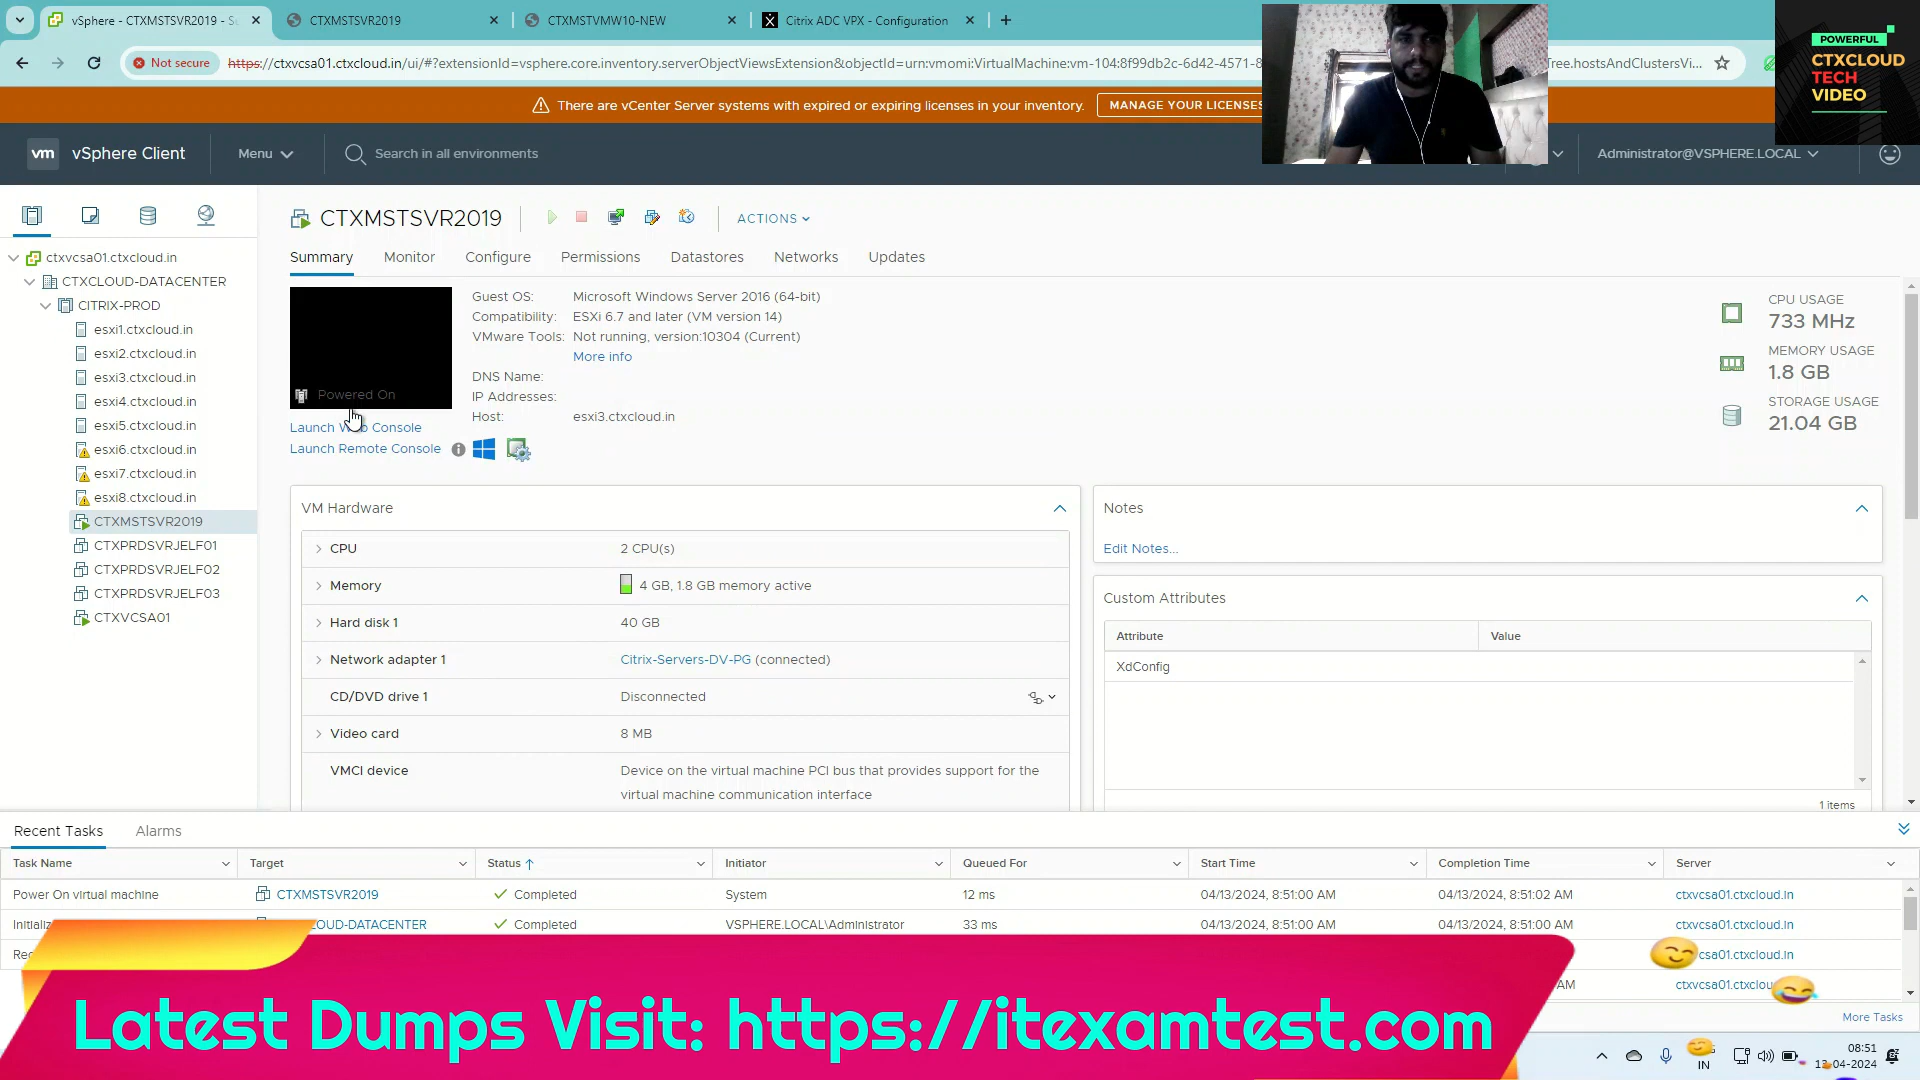 vSphere - CTXMSTSVR2019 - S
CTXMSTSVR2019
CTXMSTVMW10-NEW
Citrix ADC VPX - Configuration
Not secure
https://ctxvcsa01.ctxcloud.in/ui/#?extensionId=vsphere.core.inventory.serverObjectViewsExtension&objectId=urn:vmomi:VirtualMachine:vm-104:8f99db2c-6d42-4571-8
Tree.hostsAndClustersVi...
POWERFUL
CTXCLOUD
TECH
VIDEO
There are vCenter Server systems with expired or expiring licenses in your inventory.
MANAGE YOUR LICENSES
vm
vSphere Client
Menu
Search in all environments
Administrator@VSPHERE.LOCAL
ctxvcsa01.ctxcloud.in
CTXCLOUD-DATACENTER
CITRIX-PROD
esxi1.ctxcloud.in
esxi2.ctxcloud.in
esxi3.ctxcloud.in
esxi4.ctxcloud.in
esxi5.ctxcloud.in
esxi6.ctxcloud.in
esxi7.ctxcloud.in
esxi8.ctxcloud.in
CTXMSTSVR2019
CTXPRDSVRJELF01
CTXPRDSVRJELF02
CTXPRDSVRJELF03
CTXVCSA01
CTXMSTSVR2019
ACTIONS
Summary
Monitor
Configure
Permissions
Datastores
Networks
Updates
Powered On
Launch Web Console
Launch Remote Console
Guest OS: Microsoft Windows Server 2016 (64-bit)
Compatibility: ESXi 6.7 and later (VM version 14)
VMware Tools: Not running, version:10304 (Current)
More info
DNS Name:
IP Addresses:
Host: esxi3.ctxcloud.in
CPU USAGE
733 MHz
MEMORY USAGE
1.8 GB
STORAGE USAGE
21.04 GB
VM Hardware
CPU 2 CPU(s)
Memory 4 GB, 1.8 GB memory active
Hard disk 1 40 GB
Network adapter 1 Citrix-Servers-DV-PG (connected)
CD/DVD drive 1 Disconnected
Video card 8 MB
VMCI device Device on the virtual machine PCI bus that provides support for the
virtual machine communication interface
Notes
Edit Notes...
Custom Attributes
Attribute Value
XdConfig
1 items
Recent Tasks
Alarms
Task Name Target Status Initiator Queued For Start Time Completion Time Server
Power On virtual machine CTXMSTSVR2019 Completed System 12 ms 04/13/2024, 8:51:00 AM 04/13/2024, 8:51:02 AM ctxvcsa01.ctxcloud.in
Initializ LOUD-DATACENTER Completed VSPHERE.LOCAL\Administrator 33 ms 04/13/2024, 8:51:00 AM 04/13/2024, 8:51:00 AM ctxvcsa01.ctxcloud.in
Rec csa01.ctxcloud.in
AM ctxvcsa01.ctxclou
More Tasks
Latest Dumps Visit: https://itexamtest.com
IN
08:51
13-04-2024